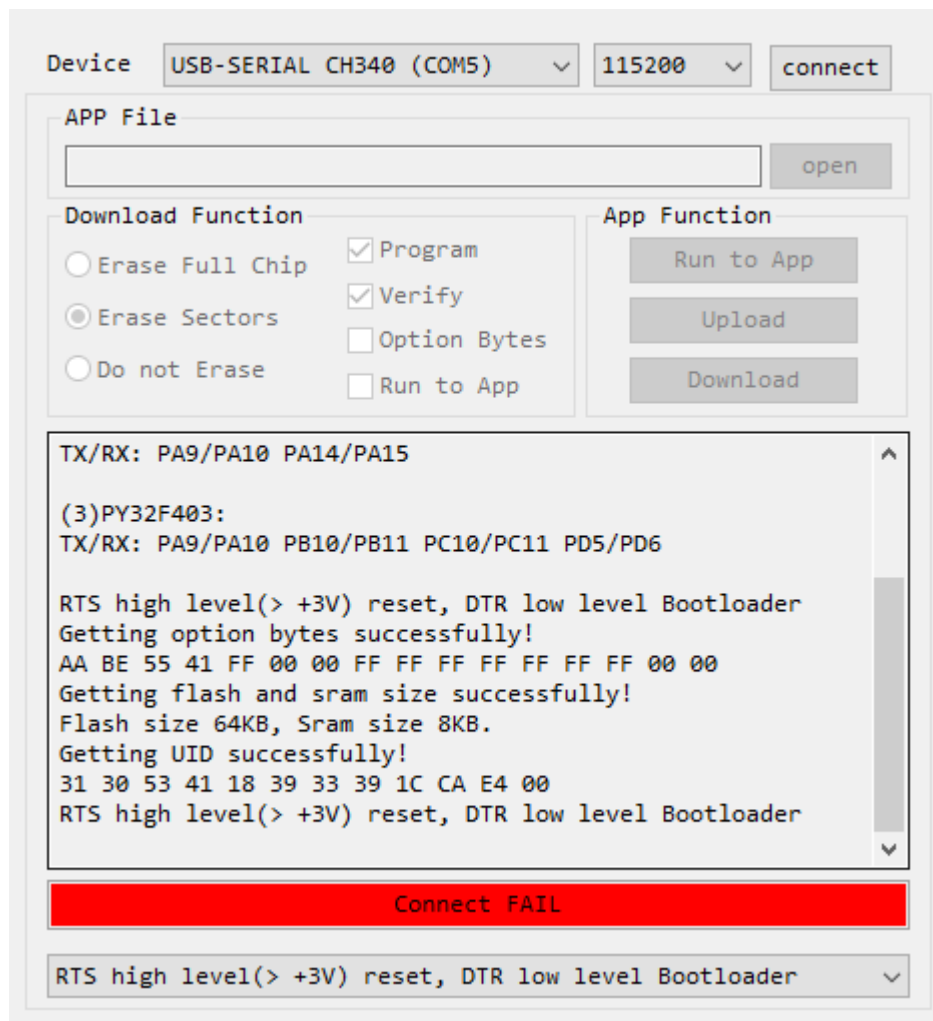 Device USB-SERIAL CH340 (COM5) 115200 connect
APP File
open
Download Function
App Function
Erase Full Chip
Program
Run to App
Erase Sectors
Verify
Upload
Option Bytes
Do not Erase
Run to App
Download
TX/RX: PA9/PA10 PA14/PA15
(3)PY32F403:
TX/RX: PA9/PA10 PB10/PB11 PC10/PC11 PD5/PD6
RTS high level(> +3V) reset, DTR low level Bootloader
Getting option bytes successfully!
AA BE 55 41 FF 00 00 FF FF FF FF FF FF FF 00 00
Getting flash and sram size successfully!
Flash size 64KB, Sram size 8KB.
Getting UID successfully!
31 30 53 41 18 39 33 39 1C CA E4 00
RTS high level(> +3V) reset, DTR low level Bootloader
Connect FAIL
RTS high level(> +3V) reset, DTR low level Bootloader